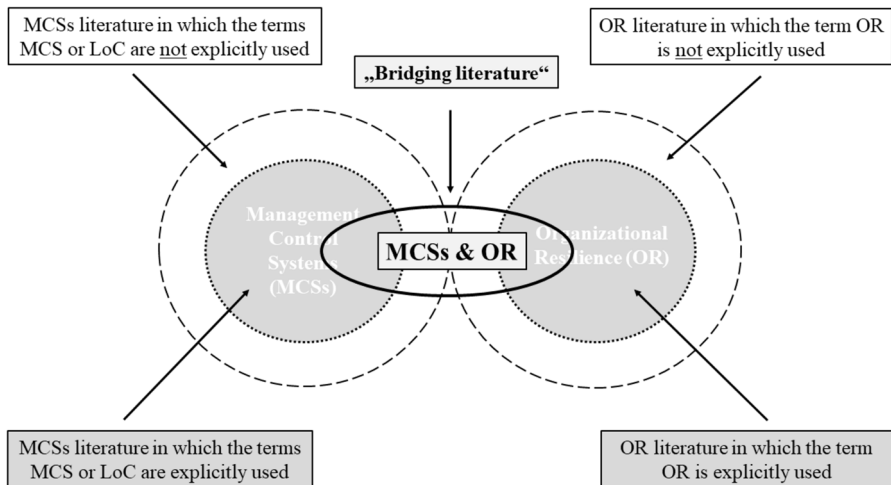 MCSs literature in which the terms
MCS or LoC are not explicitly used
OR literature in which the term OR
is not explicitly used
„Bridging literature“
Management
Control
Systems
(MCSs)
MCSs & OR
Organizational
Resilience (OR)
MCSs literature in which the terms
MCS or LoC are explicitly used
OR literature in which the term
OR is explicitly used